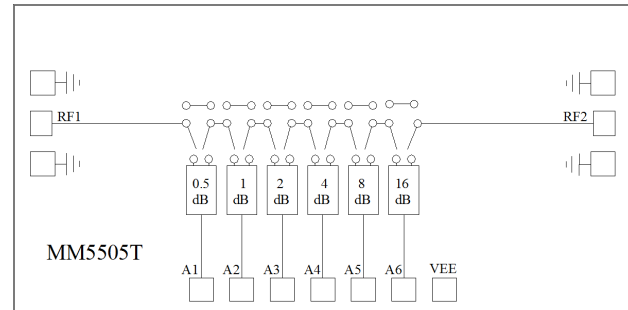 RF1 RF2
0.5 1 2 4 8 16
dB dB dB dB dB dB
MM5505T
A1 A2 A3 A4 A5 A6 VEE